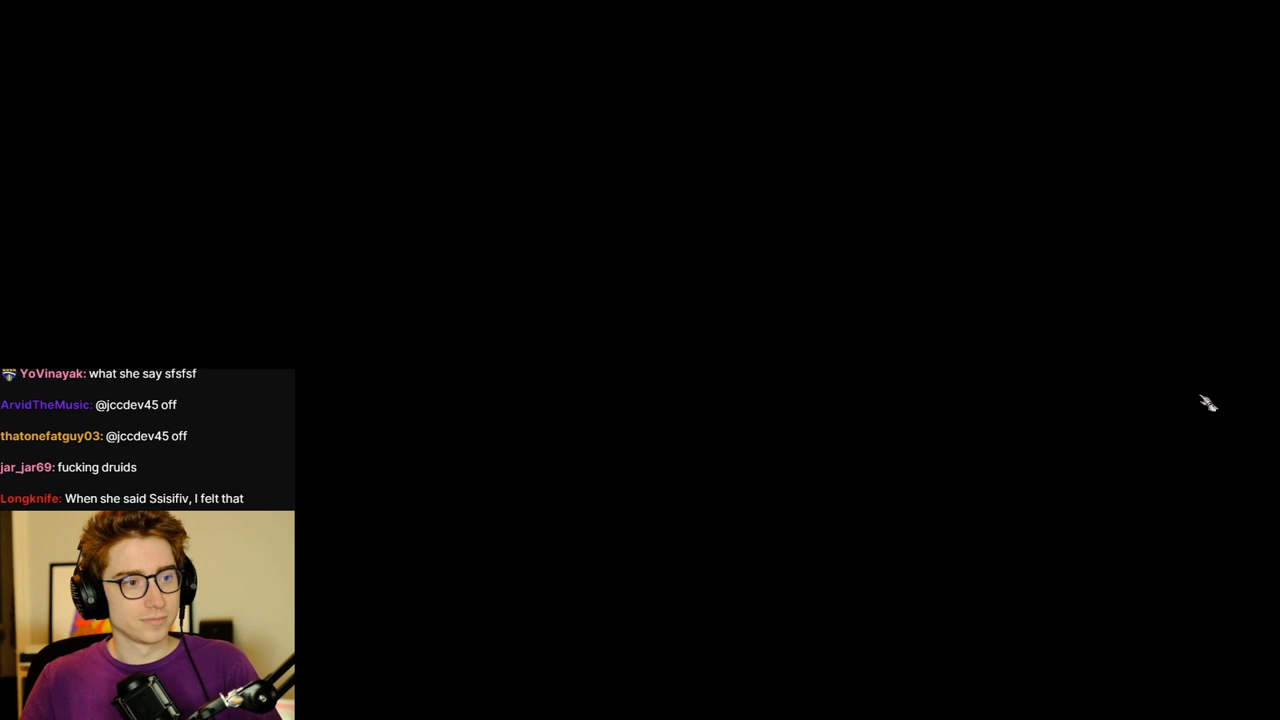 YoVinayak: what she say sfsfsf
ArvidTheMusic: @jccdev45 off
thatonefatguy03: @jccdev45 off
jar_jar69: fucking druids
Longknife: When she said Ssisifiv, I felt that